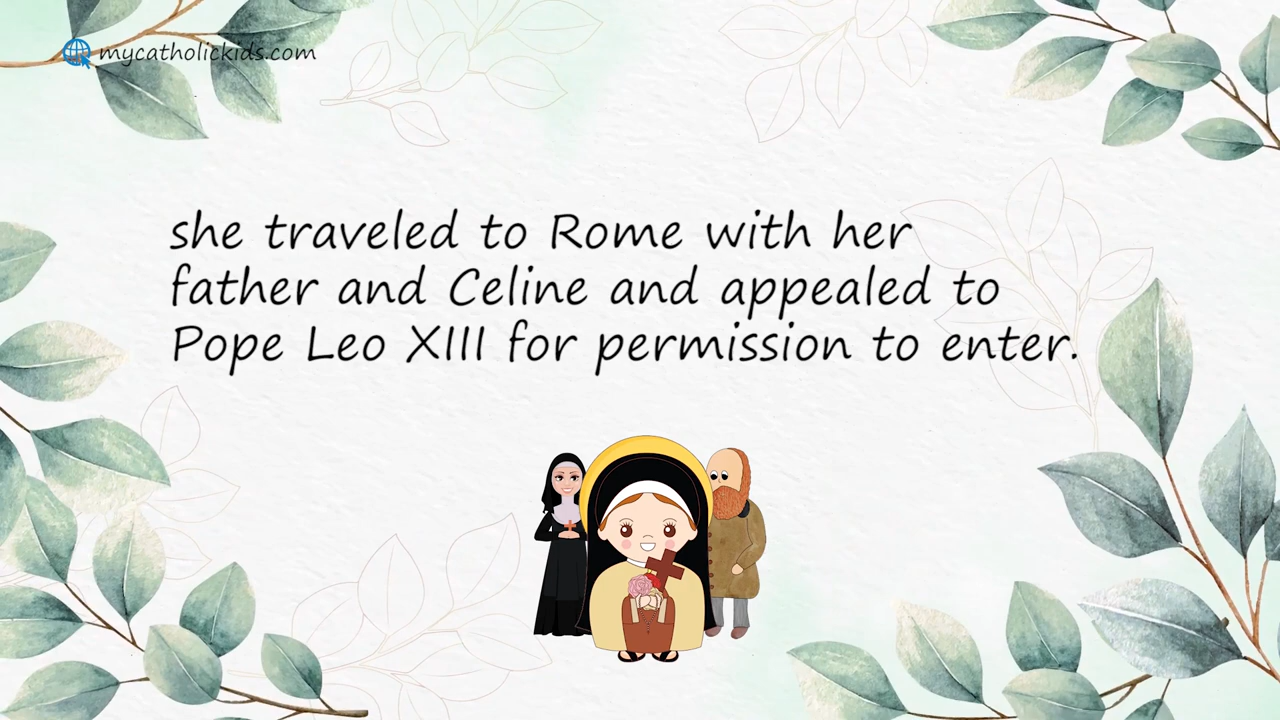 mycatholickids.com
she traveled to Rome with her
father and Celine and appealed to
Pope Leo XIII for permission to enter.